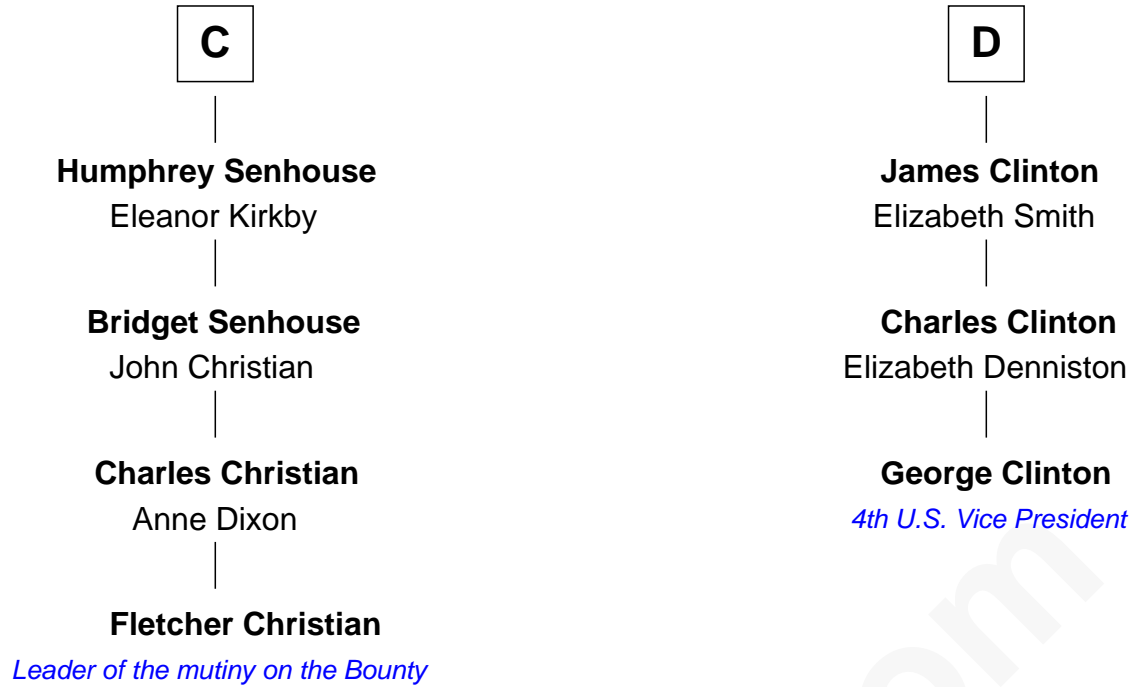 C
Humphrey Senhouse
Eleanor Kirkby
Bridget Senhouse
John Christian
Charles Christian
Anne Dixon
Fletcher Christian
Leader of the mutiny on the Bounty
D
James Clinton
Elizabeth Smith
Charles Clinton
Elizabeth Denniston
George Clinton
4th U.S. Vice President
om